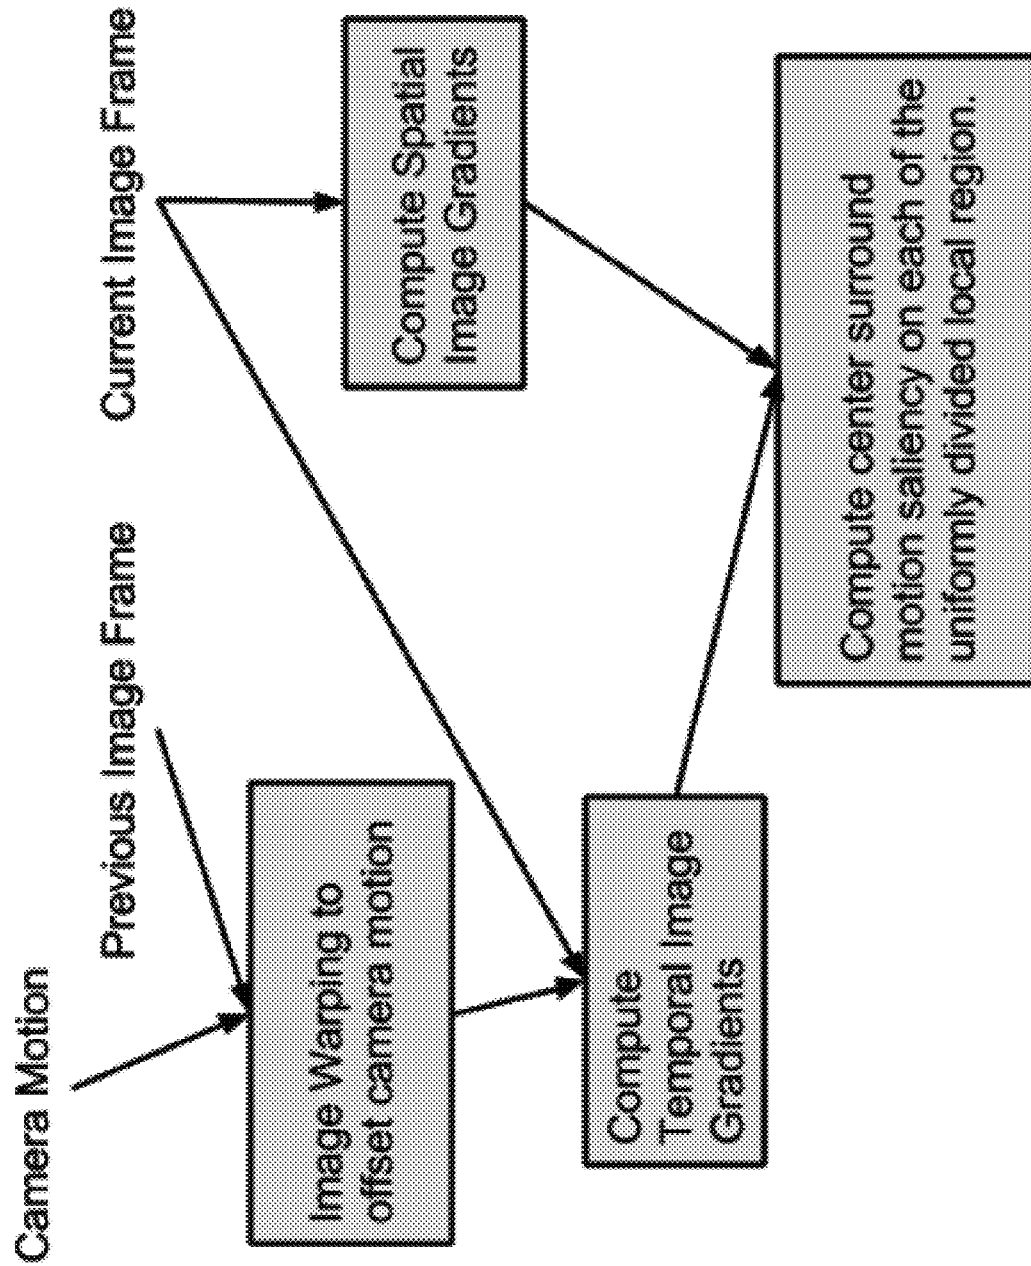 Camera Motion
Previous Image Frame
Current Image Frame
Image Warping to
offset camera motion
Compute Spatial
Image Gradients
Compute
Temporal Image
Gradients
Compute center surround
motion saliency on each of the
uniformly divided local region.